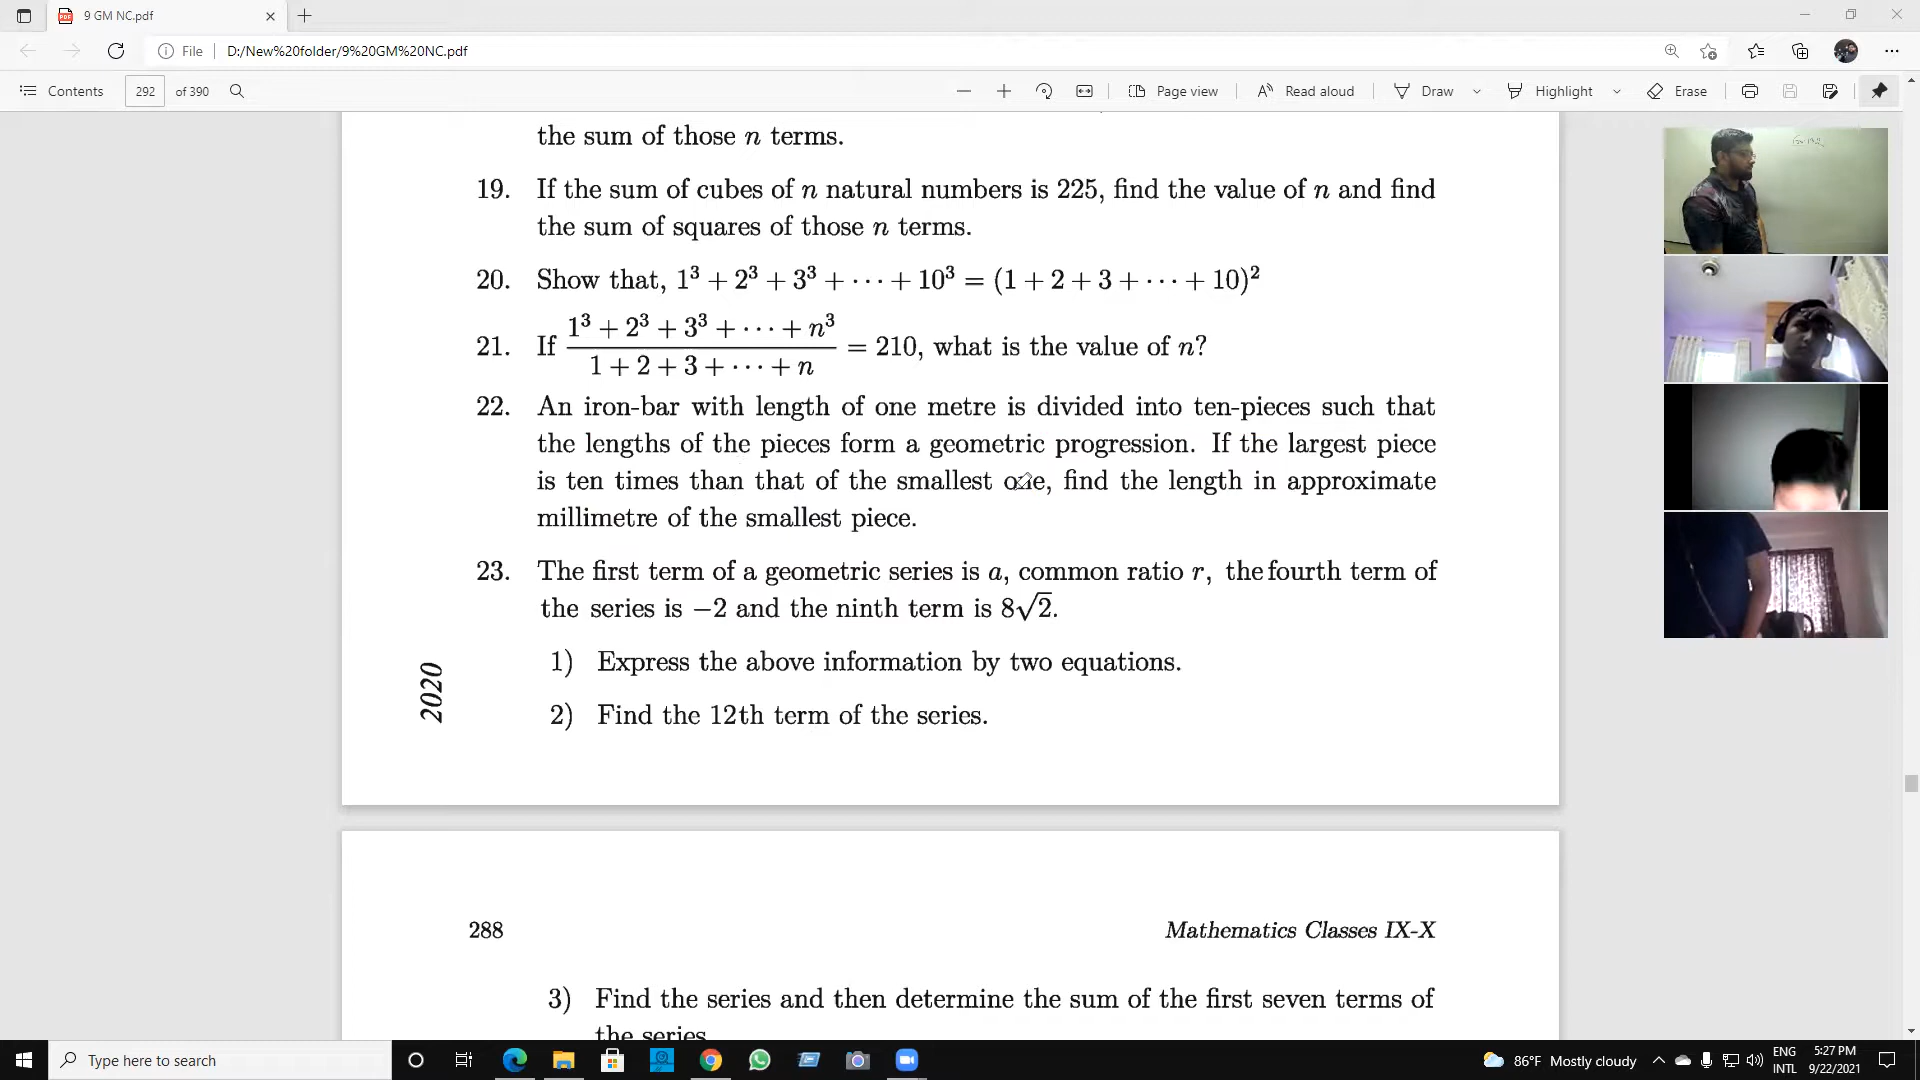 9 GM NC.pdf
File
D:/New%20folder/9%20GM%20NC.pdf
Contents
292
of 390
Page view
Read aloud
Draw
Highlight
Erase
the sum of those n terms.
19. If the sum of cubes of n natural numbers is 225, find the value of n and find
the sum of squares of those n terms.
20. Show that, 1³ + 2³ + 3³ + ⋯ + 10³ = (1 + 2 + 3 + ⋯ + 10)²
21. If (1³ + 2³ + 3³ + ⋯ + n³)/(1 + 2 + 3 + ⋯ + n) = 210, what is the value of n?
22. An iron-bar with length of one metre is divided into ten-pieces such that
the lengths of the pieces form a geometric progression. If the largest piece
is ten times than that of the smallest one, find the length in approximate
millimetre of the smallest piece.
23. The first term of a geometric series is a, common ratio r, the fourth term of
the series is −2 and the ninth term is 8√2.
1) Express the above information by two equations.
2) Find the 12th term of the series.
2020
288
Mathematics Classes IX-X
3) Find the series and then determine the sum of the first seven terms of
the series.
Type here to search
86°F Mostly cloudy
ENG
INTL
5:27 PM
9/22/2021